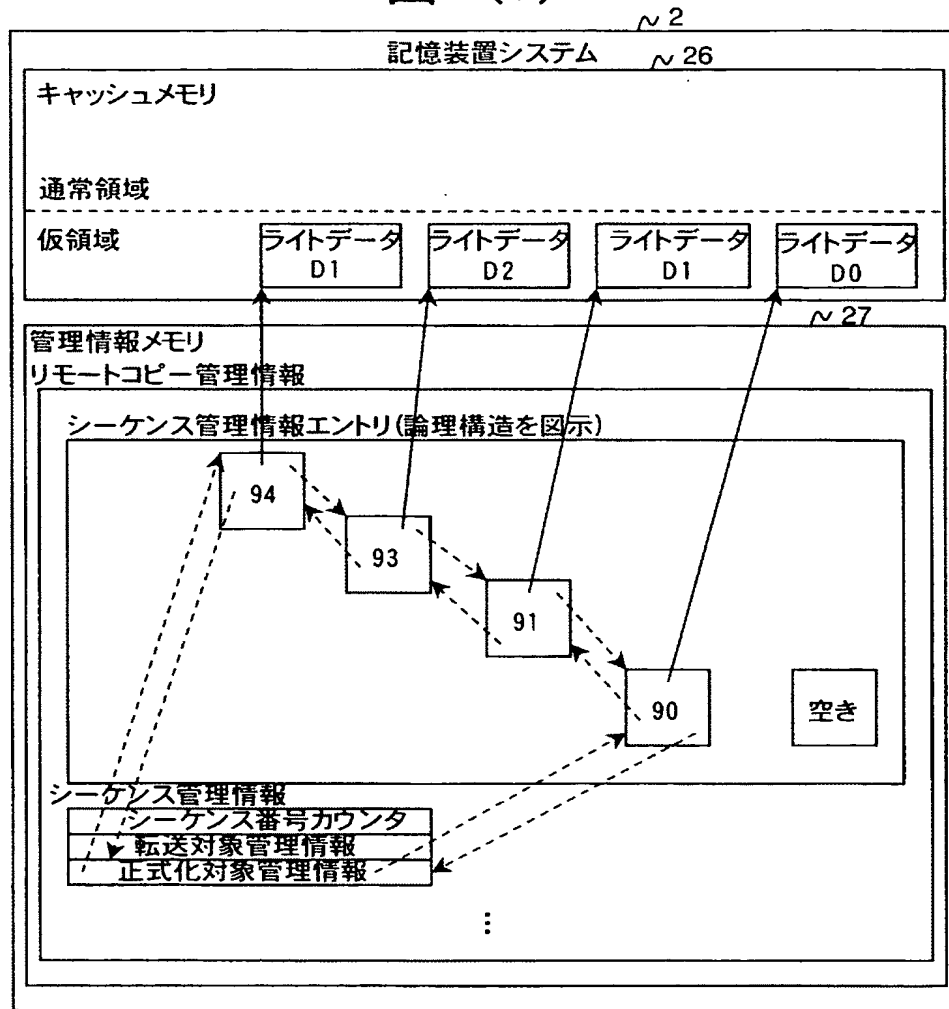 2
記憶装置システム
26
キャッシュメモリ
通常領域
仮領域
ライトデータ
D1
ライトデータ
D2
ライトデータ
D1
ライトデータ
D0
27
管理情報メモリ
リモートコピー管理情報
シーケンス管理情報エントリ(論理構造を図示)
94
93
91
90
空き
シーケンス管理情報
シーケンス番号カウンタ
転送対象管理情報
正式化対象管理情報
⋮